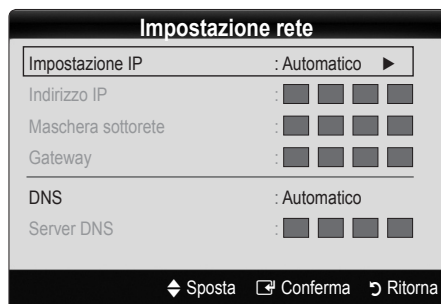 Impostazione rete
Impostazione IP : Automatico ►
Indirizzo IP :
Maschera sottorete :
Gateway :
DNS : Automatico
Server DNS :
Sposta Conferma Ritorna